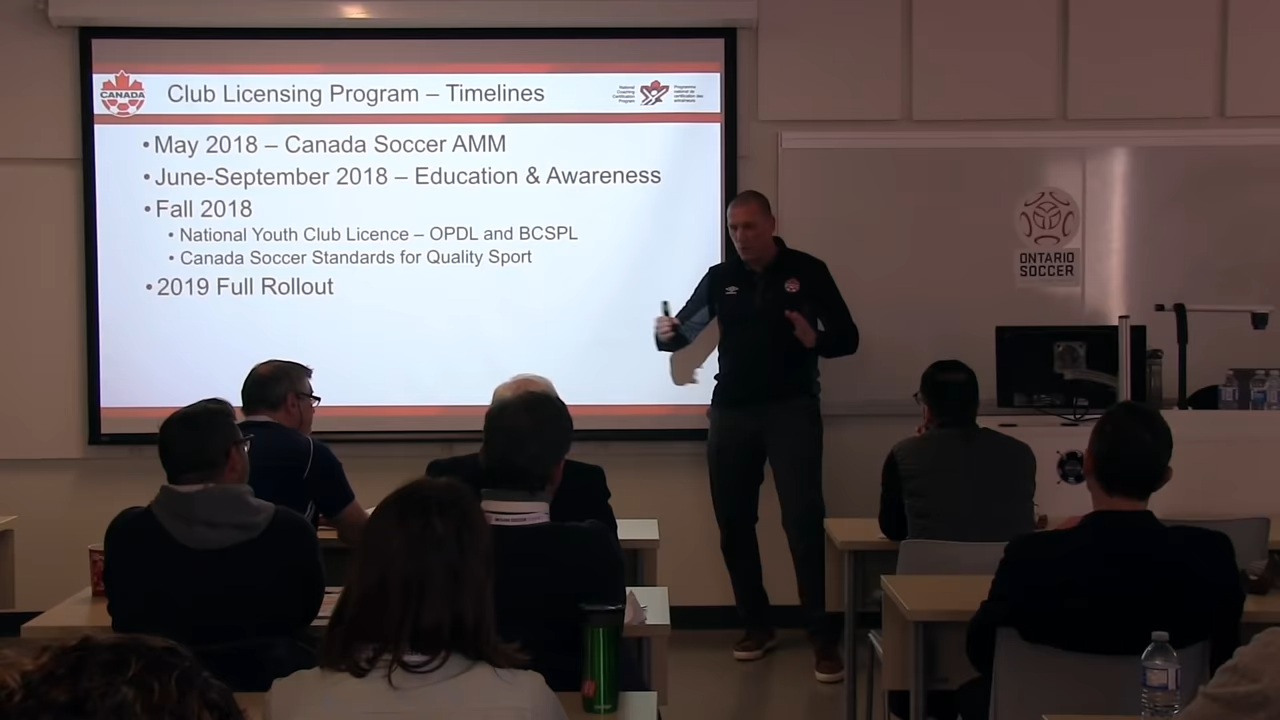 CANADA
Club Licensing Program – Timelines
National
Coaching
Certification
Program
Programme
national de
certification des
entraîneurs
•May 2018 – Canada Soccer AMM
•June-September 2018 – Education & Awareness
•Fall 2018
• National Youth Club Licence – OPDL and BCSPL
• Canada Soccer Standards for Quality Sport
•2019 Full Rollout
ONTARIO
SOCCER